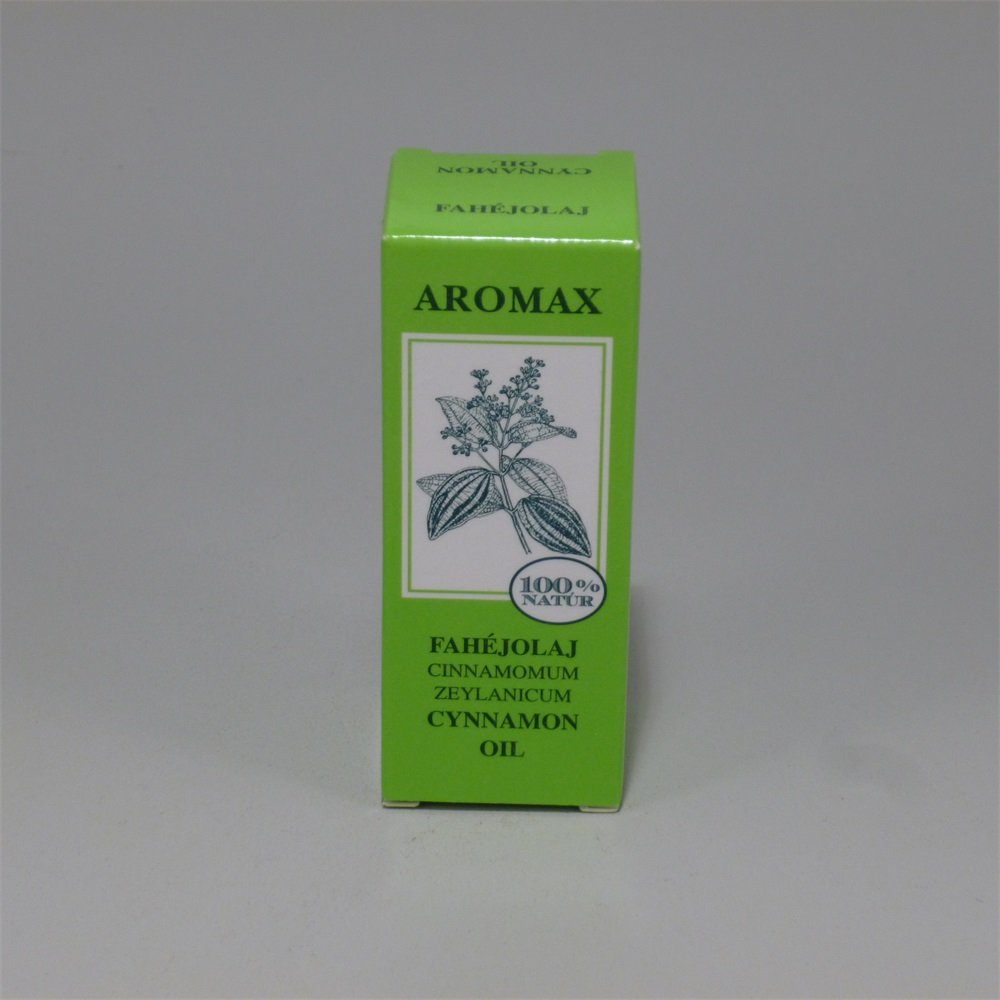 CYNNAMON
OIL
FAHÉJOLAJ
AROMAX
100%
NATÚR
FAHÉJOLAJ
CINNAMOMUM
ZEYLANICUM
CYNNAMON
OIL